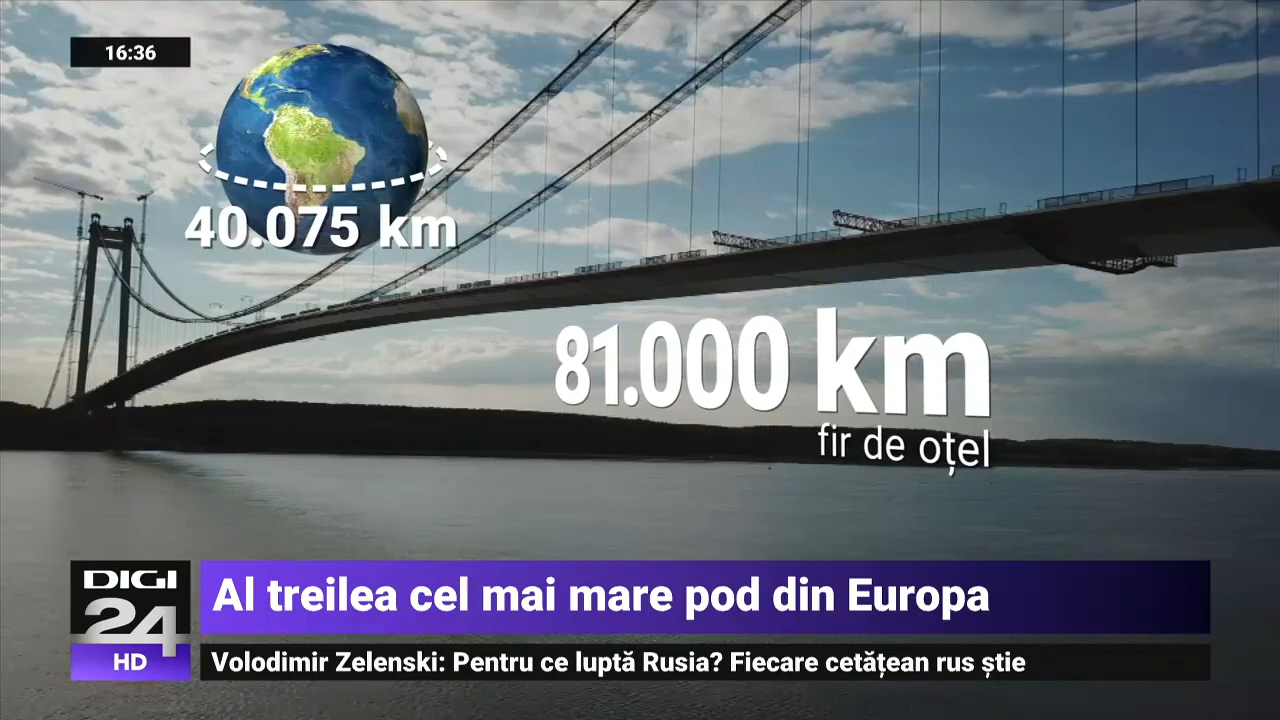 16:36
40.075 km
81.000 km
fir de oțel
DIGI
24
HD
Al treilea cel mai mare pod din Europa
Volodimir Zelenski: Pentru ce luptă Rusia? Fiecare cetățean rus știe